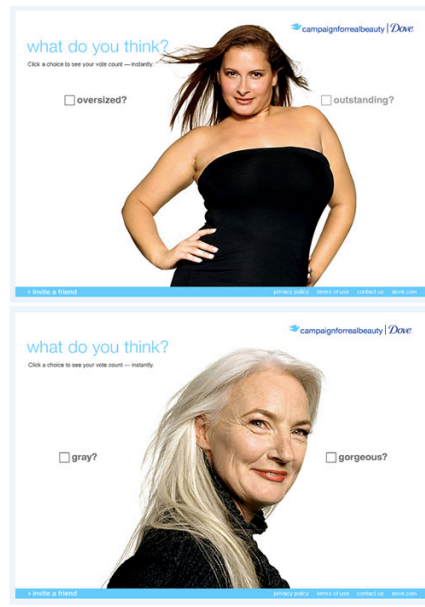 campaignforrealbeauty | Dove
what do you think?
Click a choice to see your vote count — instantly.
oversized?
outstanding?
> invite a friend
privacy policy terms of use contact us dove.com
campaignforrealbeauty | Dove
what do you think?
Click a choice to see your vote count — instantly.
gray?
gorgeous?
> invite a friend
privacy policy terms of use contact us dove.com